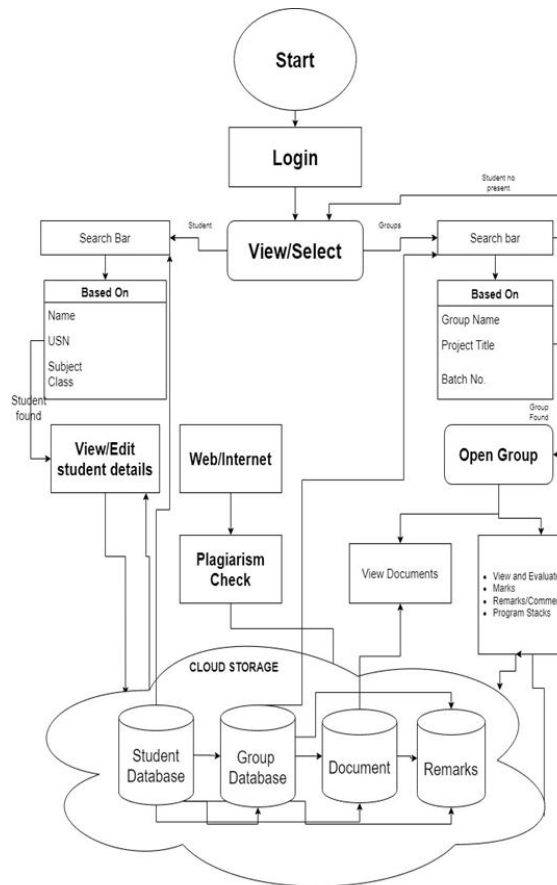 Start
Login
Student no
present
Student
Groups
Search Bar
View/Select
Search bar
Based On
Name
USN
Subject
Class
Based On
Group Name
Project Title
Batch No.
Student
found
Group
Found
View/Edit
student details
Web/Internet
Open Group
Plagiarism
Check
View Documents
• View and Evaluate
• Marks
• Remarks/Comme
• Program Stacks
CLOUD STORAGE
Student
Database
Group
Database
Document
Remarks